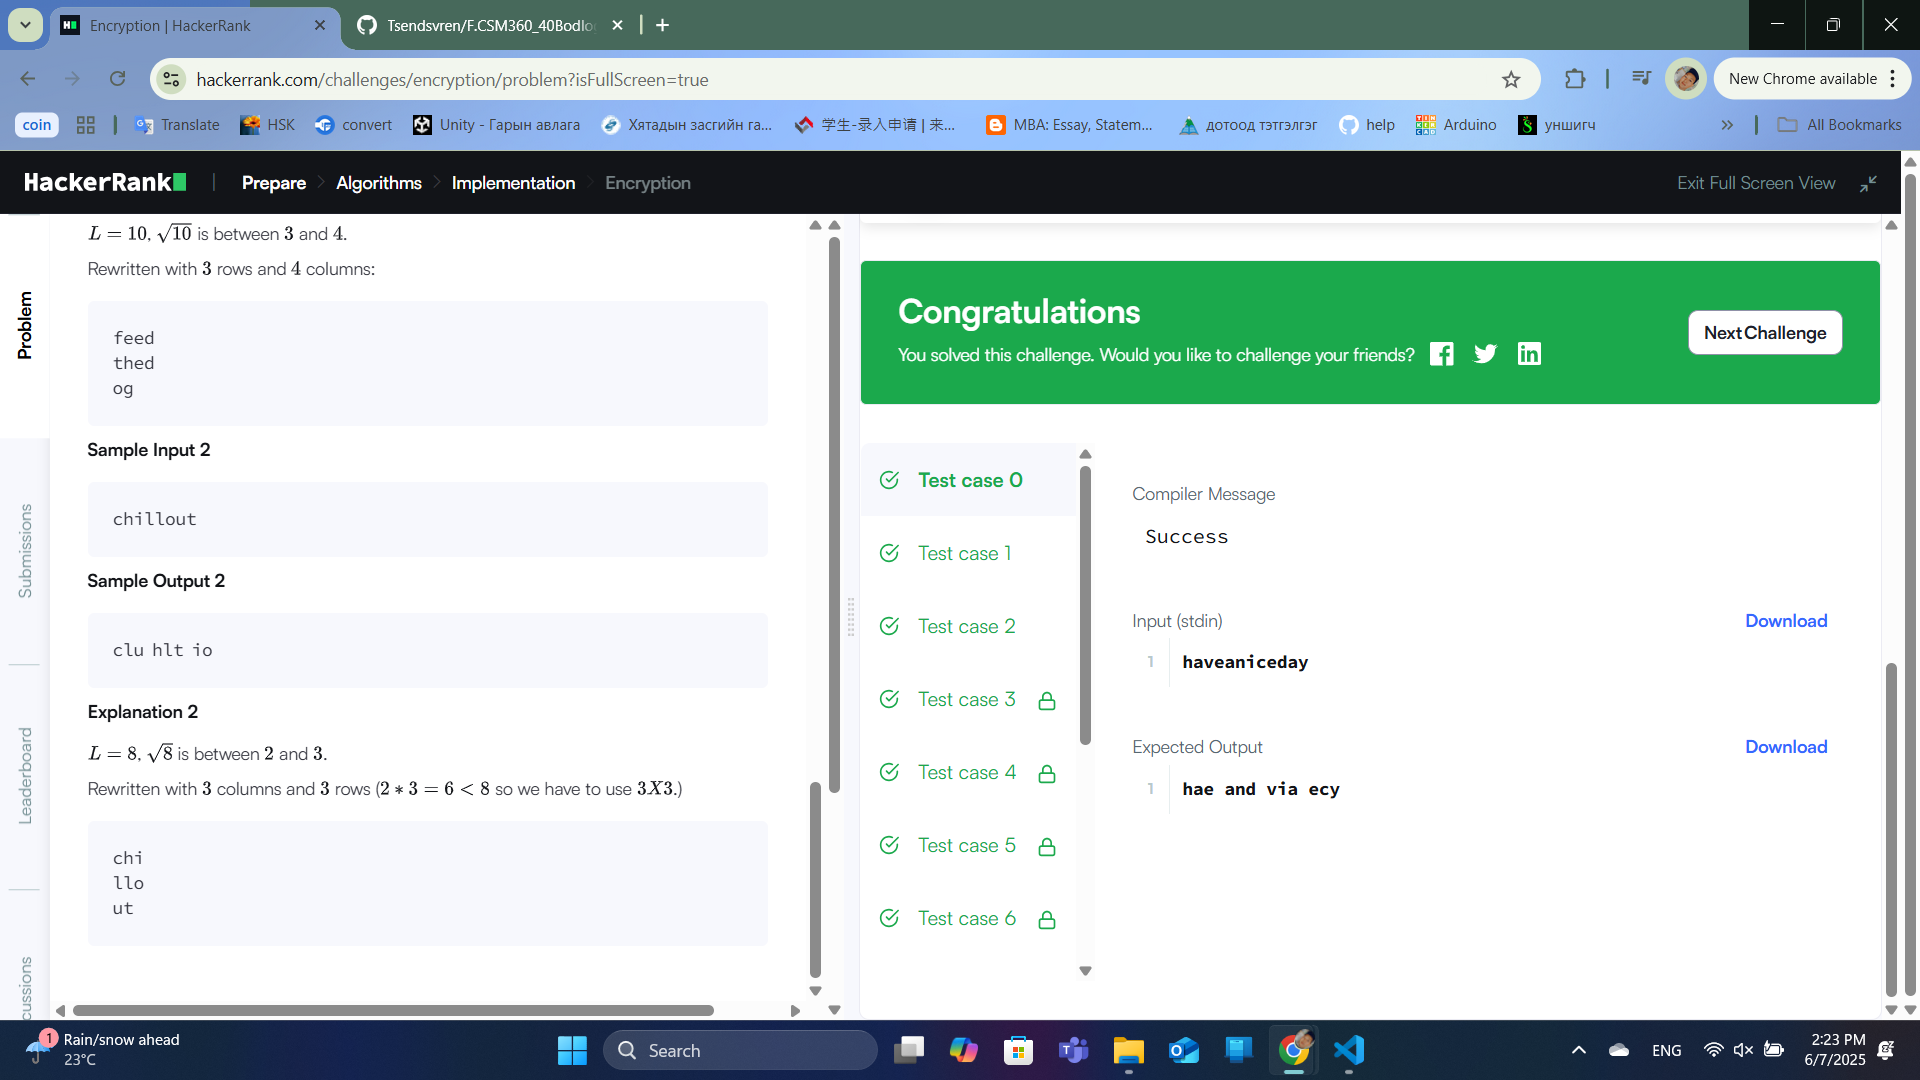 Encryption | HackerRank
Tsendsvren/F.CSM360_40Bodlo
hackerrank.com/challenges/encryption/problem?isFullScreen=true
New Chrome available
coin
Translate
HSK
convert
Unity - Гарын авлага
Хятадын засгийн га...
学生-录入申请 | 来...
MBA: Essay, Statem...
дотоод тэтгэлгэг
help
Arduino
уншигч
All Bookmarks
HackerRank
Prepare
Algorithms
Implementation
Encryption
Exit Full Screen View
Problem
Submissions
Leaderboard
cussions
L = 10, √10 is between 3 and 4.
Rewritten with 3 rows and 4 columns:
feed
thed
og
Sample Input 2
chillout
Sample Output 2
clu hlt io
Explanation 2
L = 8, √8 is between 2 and 3.
Rewritten with 3 columns and 3 rows (2 * 3 = 6 < 8 so we have to use 3X3.)
chi
llo
ut
Congratulations
You solved this challenge. Would you like to challenge your friends?
Next Challenge
Test case 0
Test case 1
Test case 2
Test case 3
Test case 4
Test case 5
Test case 6
Compiler Message
Success
Input (stdin)
Download
1 haveaniceday
Expected Output
Download
1 hae and via ecy
1
Rain/snow ahead
23°C
Search
ENG
2:23 PM
6/7/2025